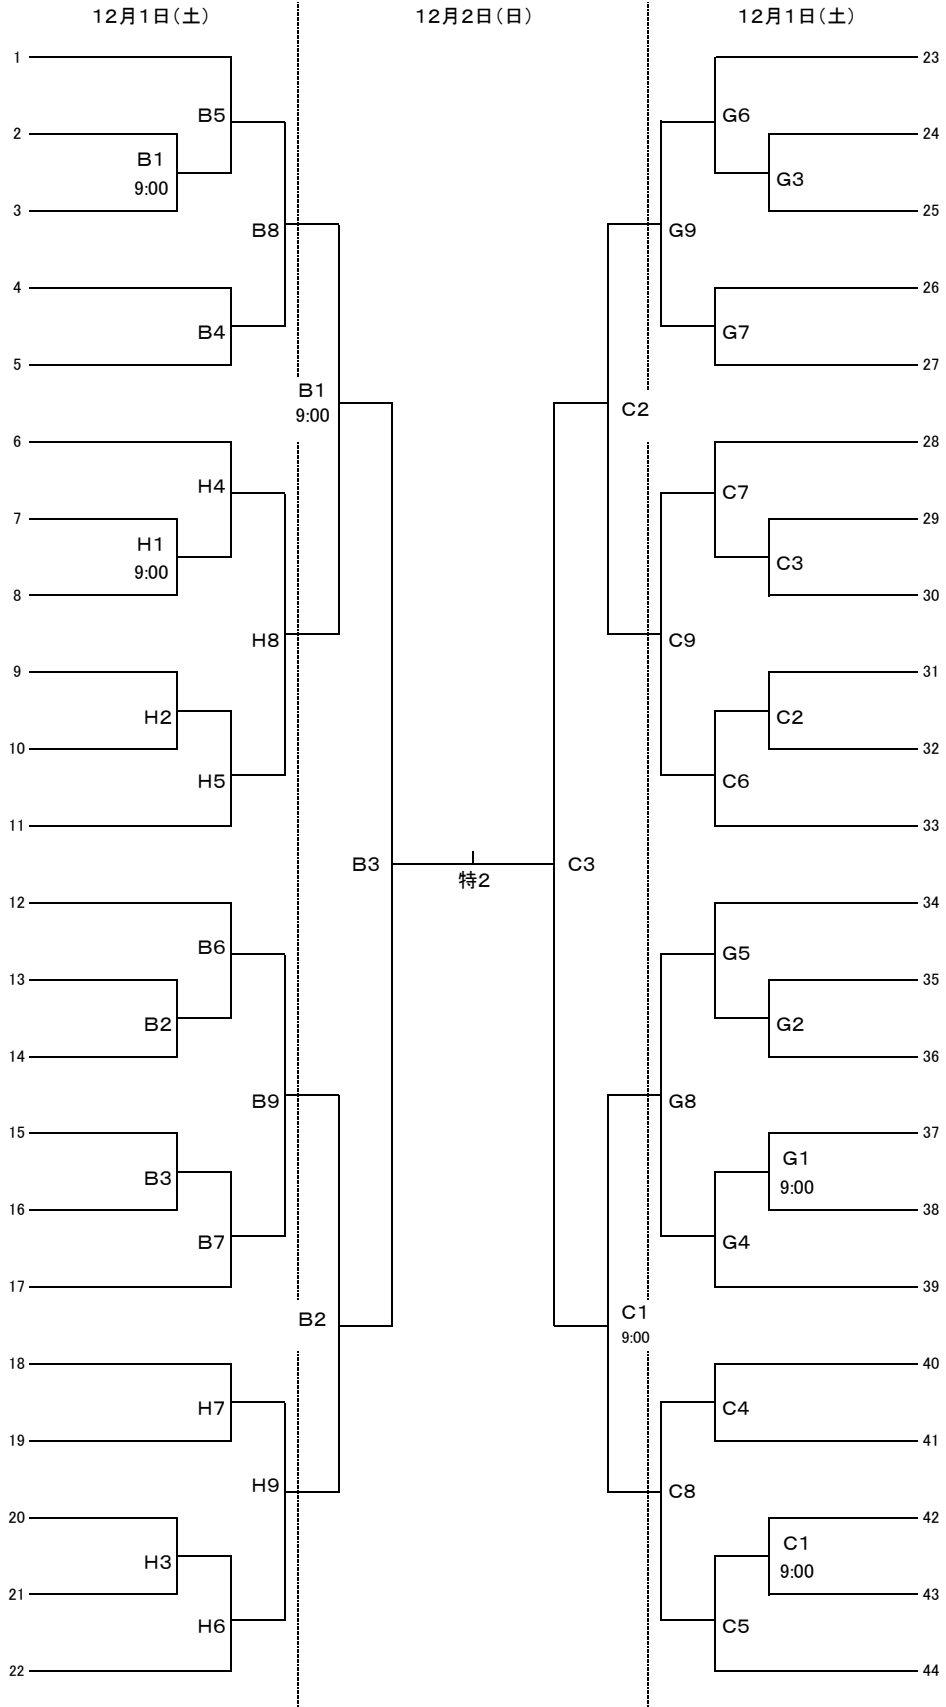 12月1日(土) 12月2日(日) 12月1日(土)
1 23
B5 G6
2 24
B1 G3
9:00
3 25
B8 G9
4 26
B4 G7
5 27
B1 C2
9:00
6 28
H4 C7
7 29
H1 C3
9:00
8 30
H8 C9
9 31
H2 C2
10 32
H5 C6
11 33
B3 C3
特2
12 34
B6 G5
13 35
B2 G2
14 36
B9 G8
15 37
B3 G1
9:00
16 38
B7 G4
17 39
B2 C1
9:00
18 40
H7 C4
19 41
H9 C8
20 42
H3 C1
9:00
21 43
H6 C5
22 44